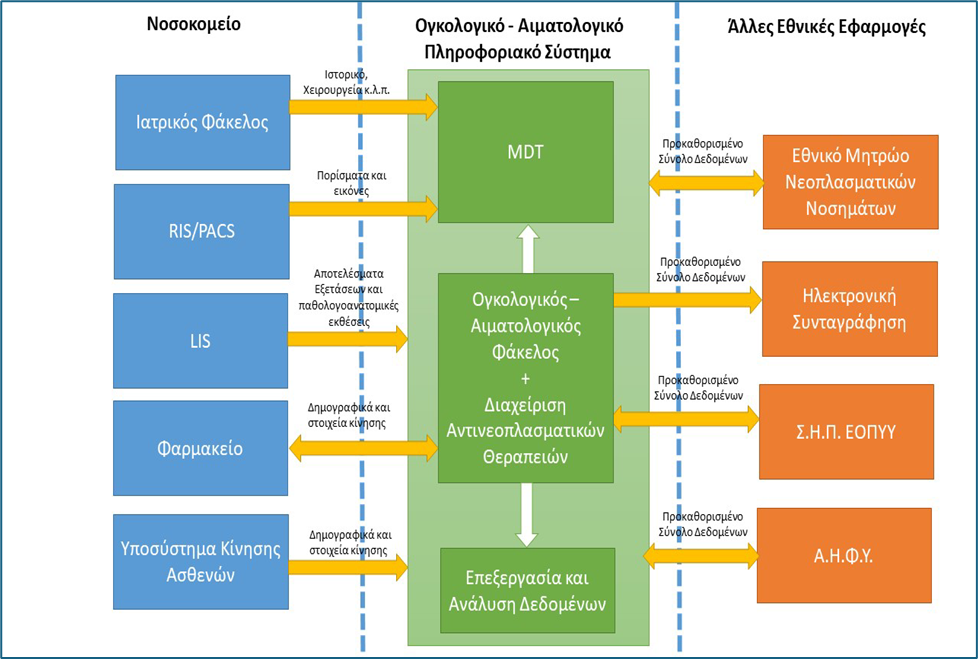 Νοσοκομείο
Ογκολογικό - Αιματολογικό
Πληροφοριακό Σύστημα
Άλλες Εθνικές Εφαρμογές
Ιατρικός Φάκελος
Ιστορικό,
Χειρουργεία κ.λ.π.
RIS/PACS
Πορίσματα και
εικόνες
LIS
Αποτελέσματα
Εξετάσεων και
παθολογοανατομικές
εκθέσεις
Φαρμακείο
Δημογραφικά και
στοιχεία κίνησης
Υποσύστημα Κίνησης
Ασθενών
Δημογραφικά και
στοιχεία κίνησης
MDT
Ογκολογικός –
Αιματολογικός
Φάκελος
+
Διαχείριση
Αντινεοπλασματικών
Θεραπειών
Επεξεργασία και
Ανάλυση Δεδομένων
Προκαθορισμένο
Σύνολο Δεδομένων
Εθνικό Μητρώο
Νεοπλασματικών
Νοσημάτων
Προκαθορισμένο
Σύνολο Δεδομένων
Ηλεκτρονική
Συνταγράφηση
Προκαθορισμένο
Σύνολο Δεδομένων
Σ.Η.Π. ΕΟΠΥΥ
Προκαθορισμένο
Σύνολο Δεδομένων
Α.Η.Φ.Υ.